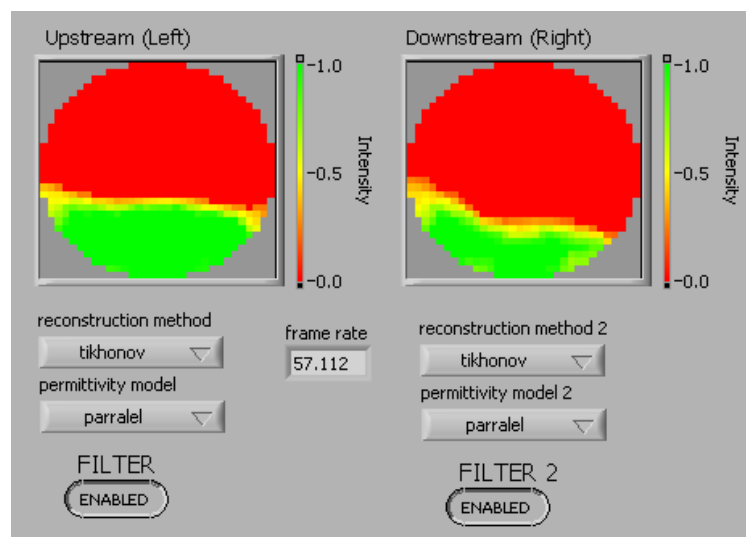 Upstream (Left)
-1.0
-0.5
-0.0
Intensity
Downstream (Right)
-1.0
-0.5
-0.0
Intensity
reconstruction method
tikhonov
permittivity model
parralel
FILTER
ENABLED
frame rate
57.112
reconstruction method 2
tikhonov
permittivity model 2
parralel
FILTER 2
ENABLED